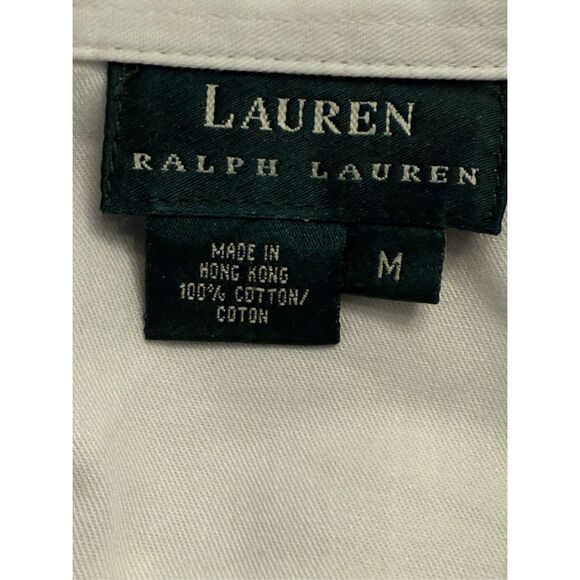 LAUREN
RALPH LAUREN
MADE IN
HONG KONG
100% COTTON/
COTON
M